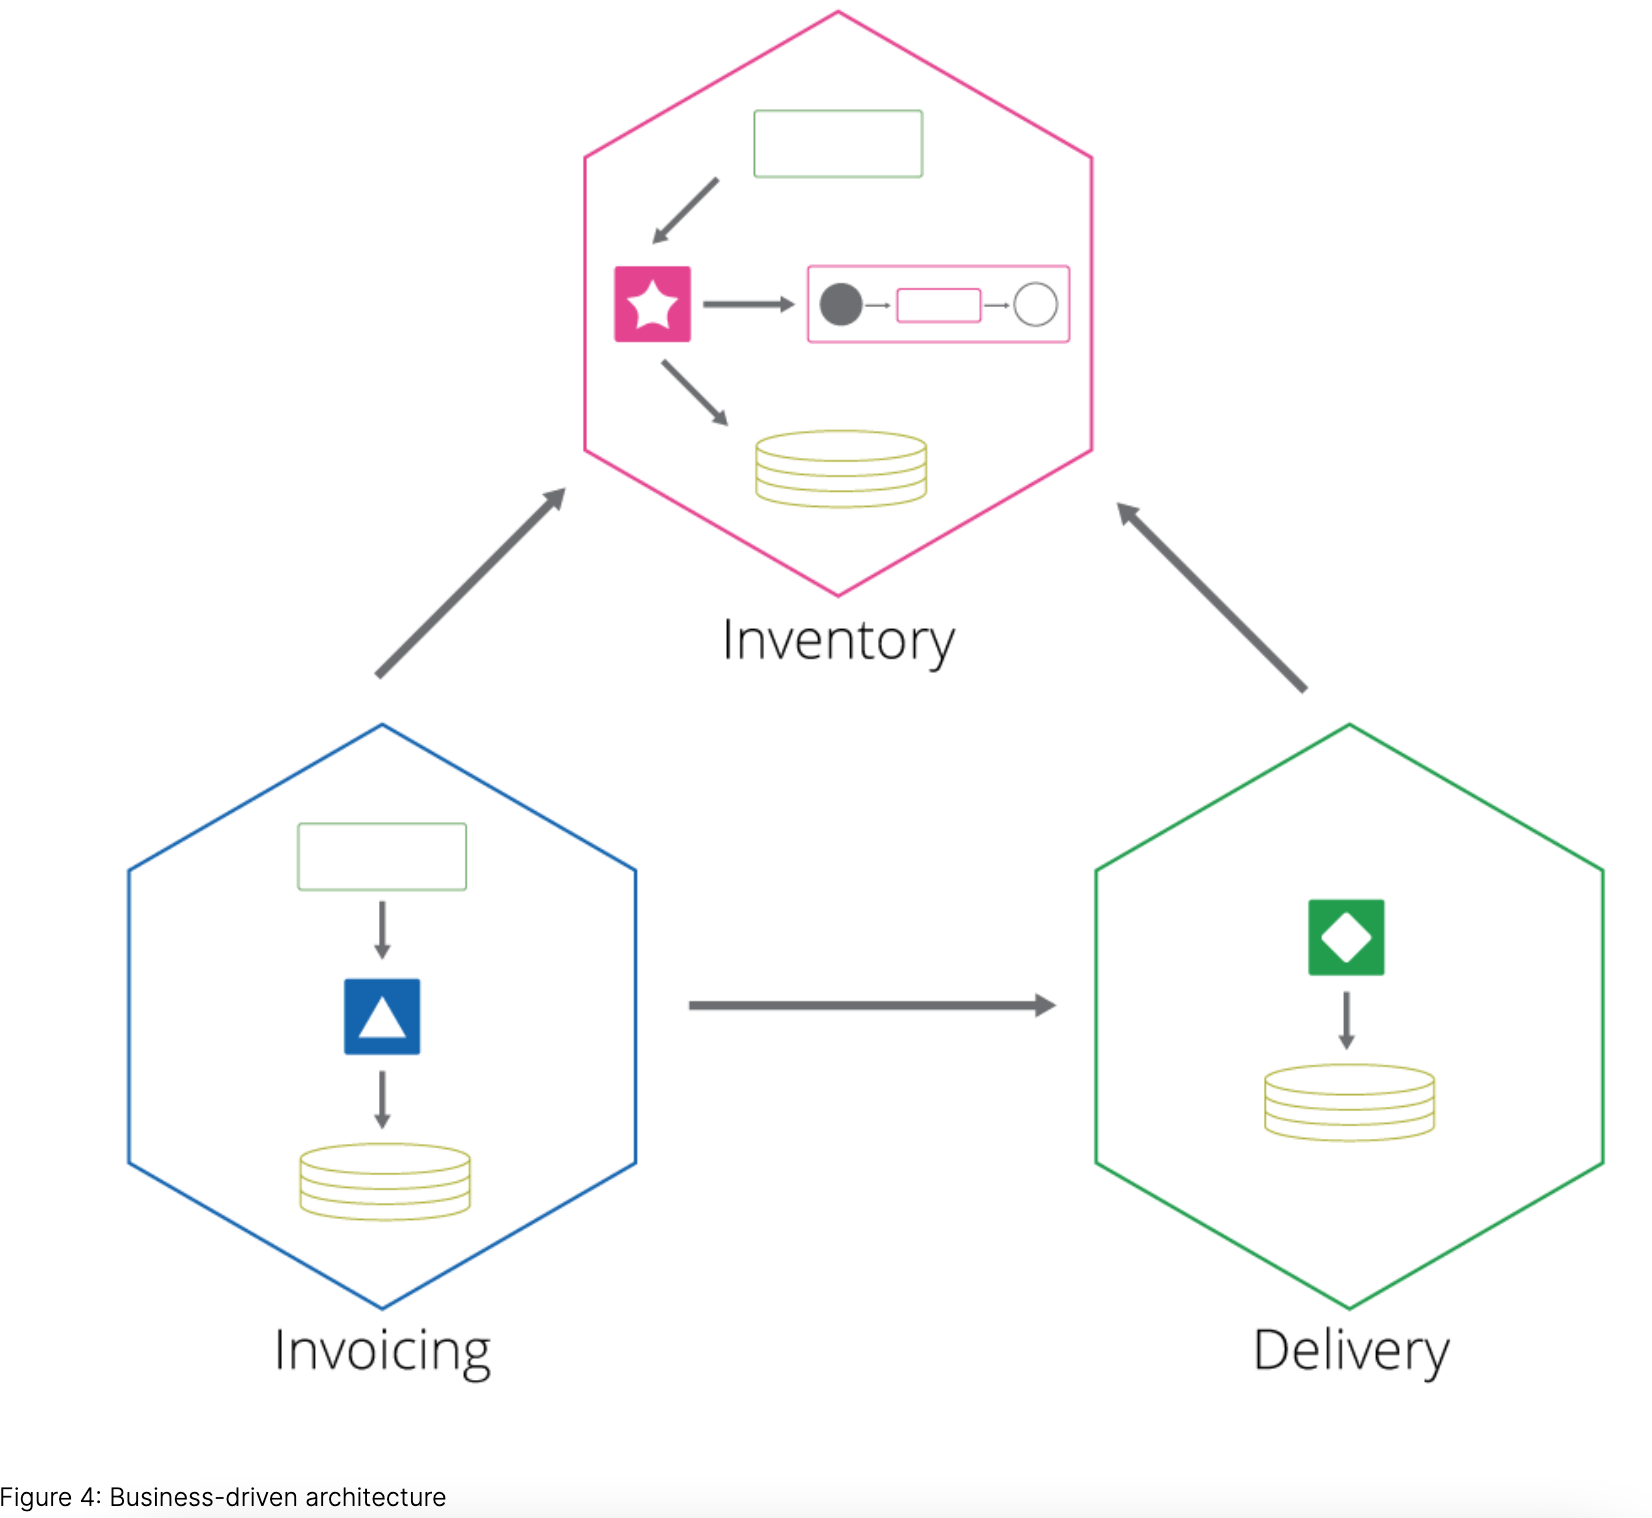 Inventory
Invoicing
Delivery
Figure 4: Business-driven architecture